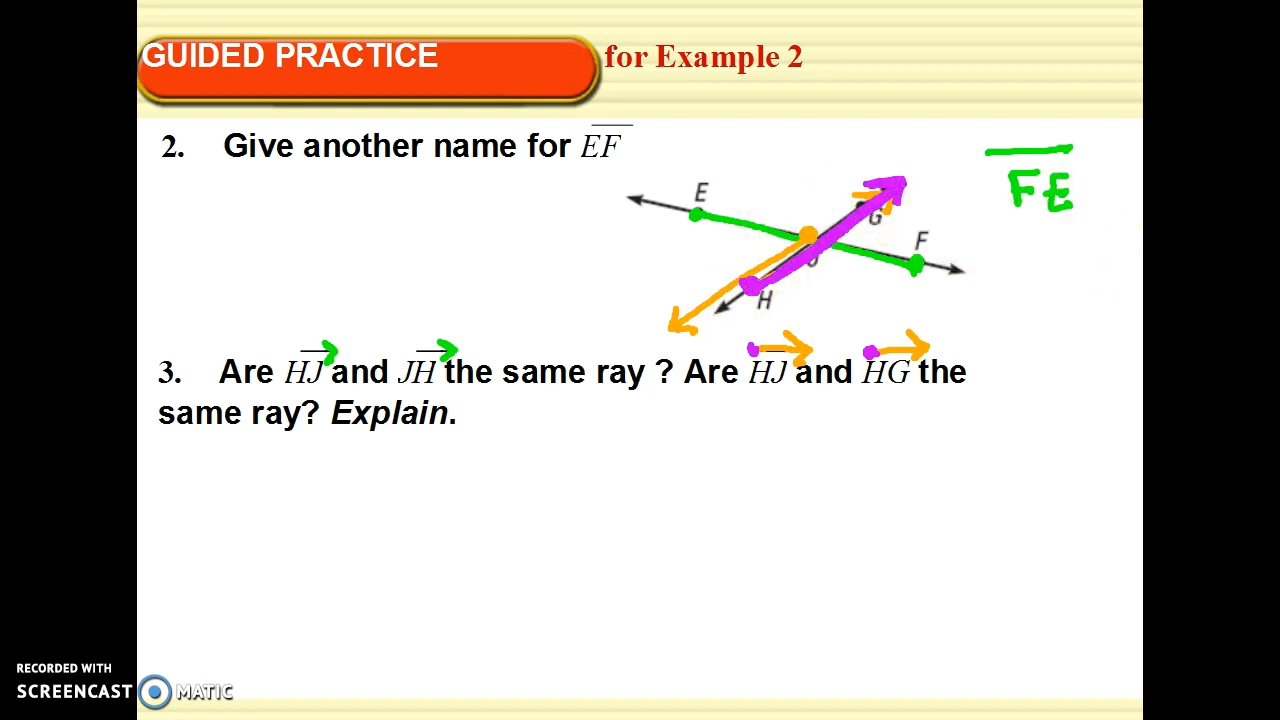 GUIDED PRACTICE for Example 2
2. Give another name for EF
FE
E
G
F
J
H
3. Are HJ and JH the same ray ? Are HJ and HG the
same ray? Explain.
RECORDED WITH
SCREENCAST MATIC